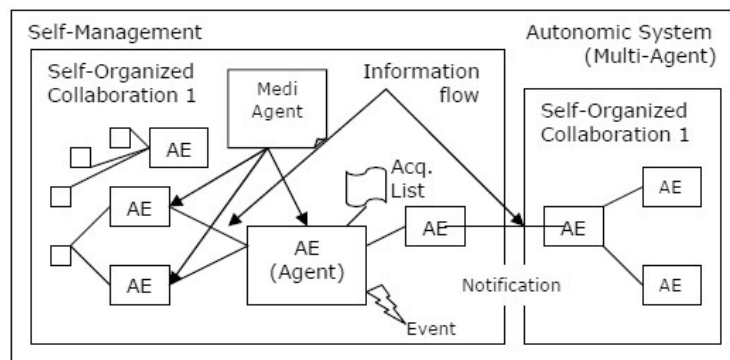 Self-Management
Autonomic System
(Multi-Agent)
Self-Organized
Collaboration 1
Medi
Agent
Information
flow
Self-Organized
Collaboration 1
AE
Acq.
List
AE
AE
AE
(Agent)
AE
AE
AE
AE
Notification
Event